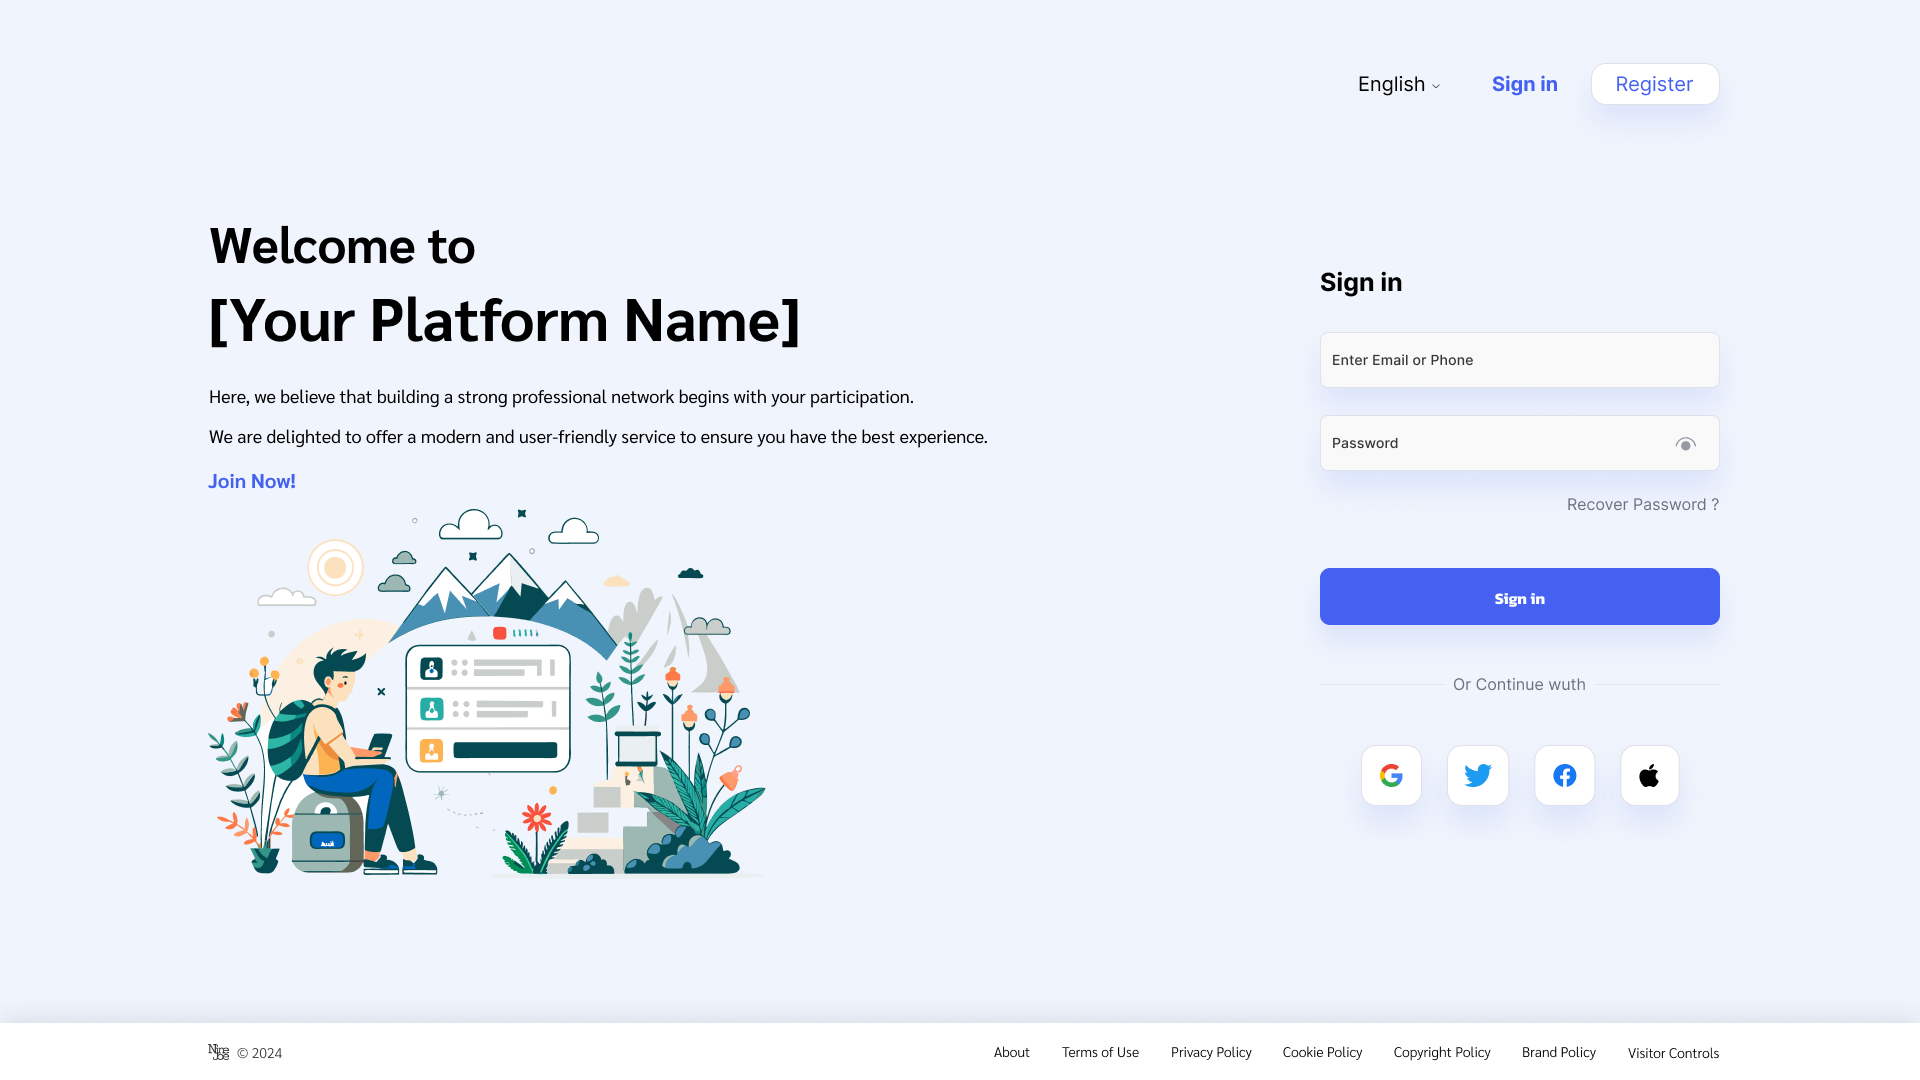 English
Sign in
Register
Welcome to
[Your Platform Name]
Here, we believe that building a strong professional network begins with your participation.
We are delighted to offer a modern and user-friendly service to ensure you have the best experience.
Join Now!
Sign in
Enter Email or Phone
Password
Recover Password ?
Sign in
Or Continue wuth
© 2024
About
Terms of Use
Privacy Policy
Cookie Policy
Copyright Policy
Brand Policy
Visitor Controls